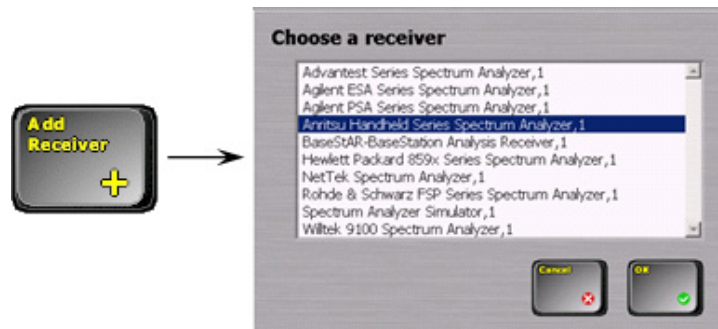 Add
Receiver
Choose a receiver
Advantest Series Spectrum Analyzer,1
Agilent ESA Series Spectrum Analyzer,1
Agilent PSA Series Spectrum Analyzer,1
Anritsu Handheld Series Spectrum Analyzer,1
BaseStAR-BaseStation Analysis Receiver,1
Hewlett Packard 859x Series Spectrum Analyzer,1
NetTek Spectrum Analyzer,1
Rohde & Schwarz FSP Series Spectrum Analyzer,1
Spectrum Analyzer Simulator,1
Willtek 9100 Spectrum Analyzer,1
Cancel
OK